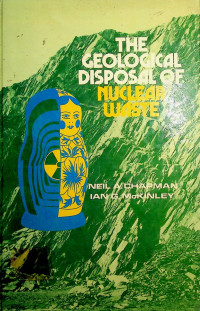 THE
GEOLOGICAL
DISPOSAL OF
NUCLEAR
WASTE
NEIL A. CHAPMAN
IAN G. McKINLEY